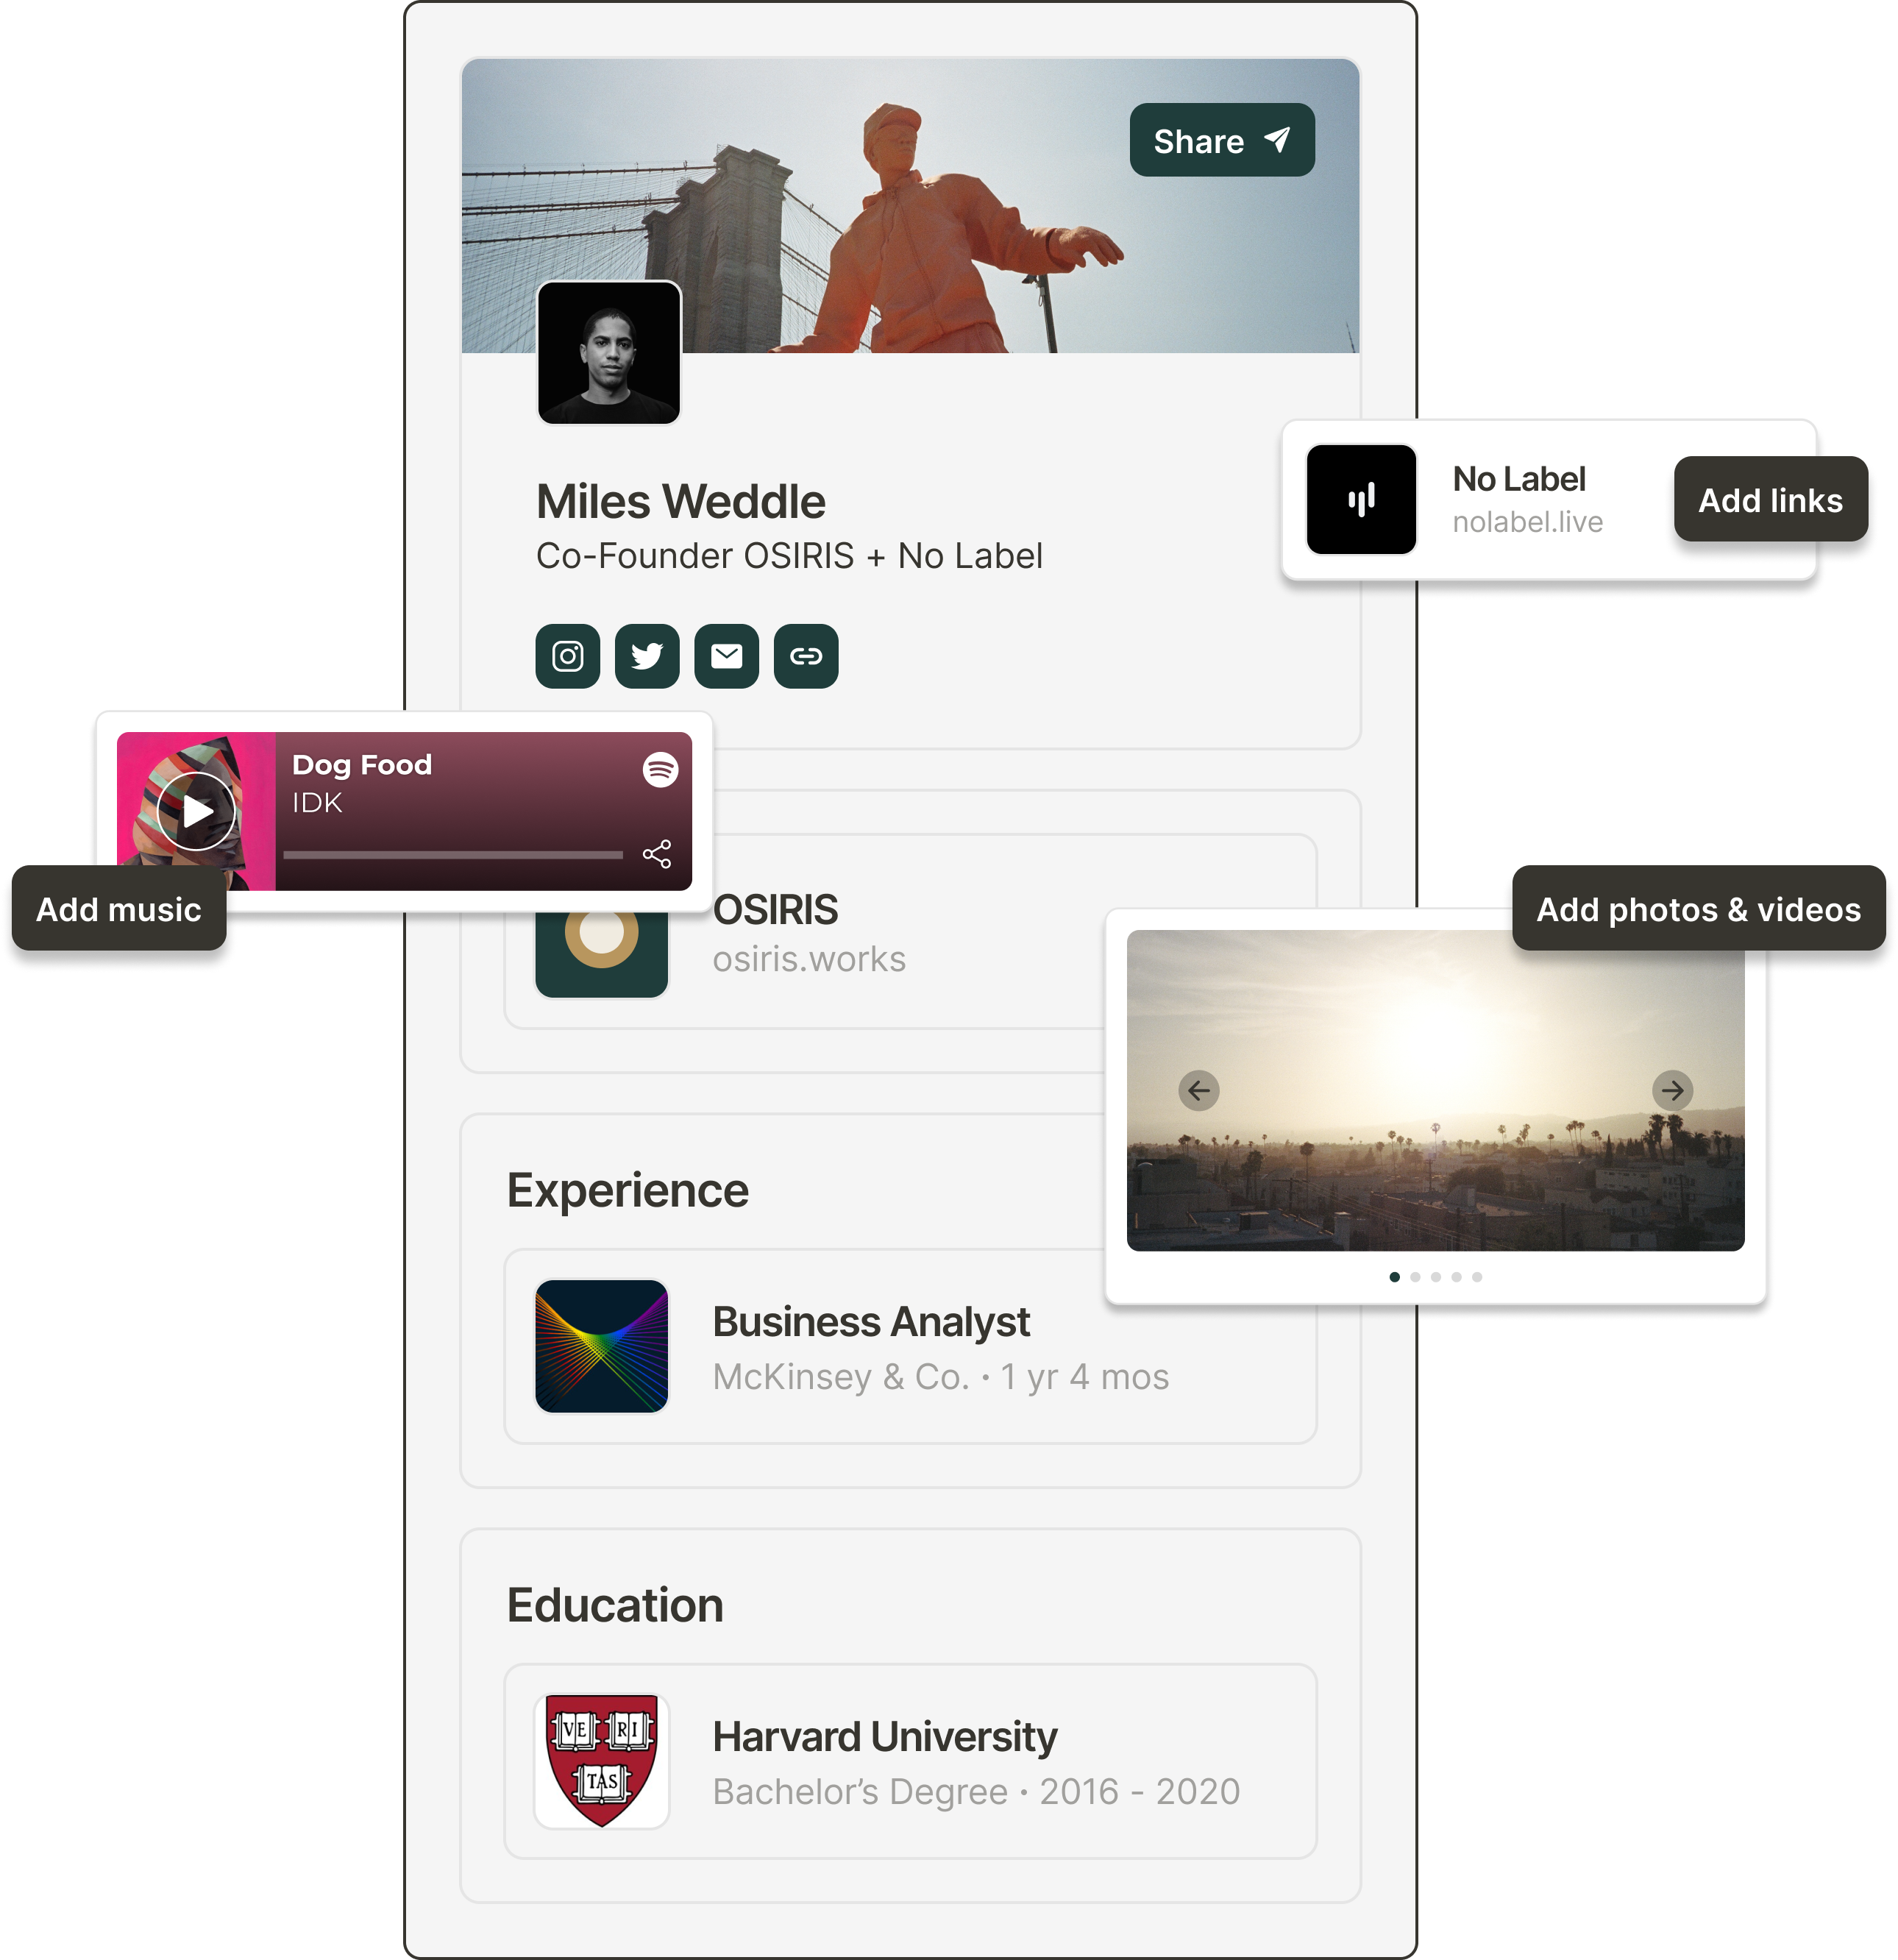 Share
Miles Weddle
Co-Founder OSIRIS + No Label
No Label
nolabel.live
Add links
Dog Food
IDK
Add music
OSIRIS
osiris.works
Add photos & videos
Experience
Business Analyst
McKinsey & Co. • 1 yr 4 mos
Education
VE RI
TAS
Harvard University
Bachelor’s Degree • 2016 - 2020